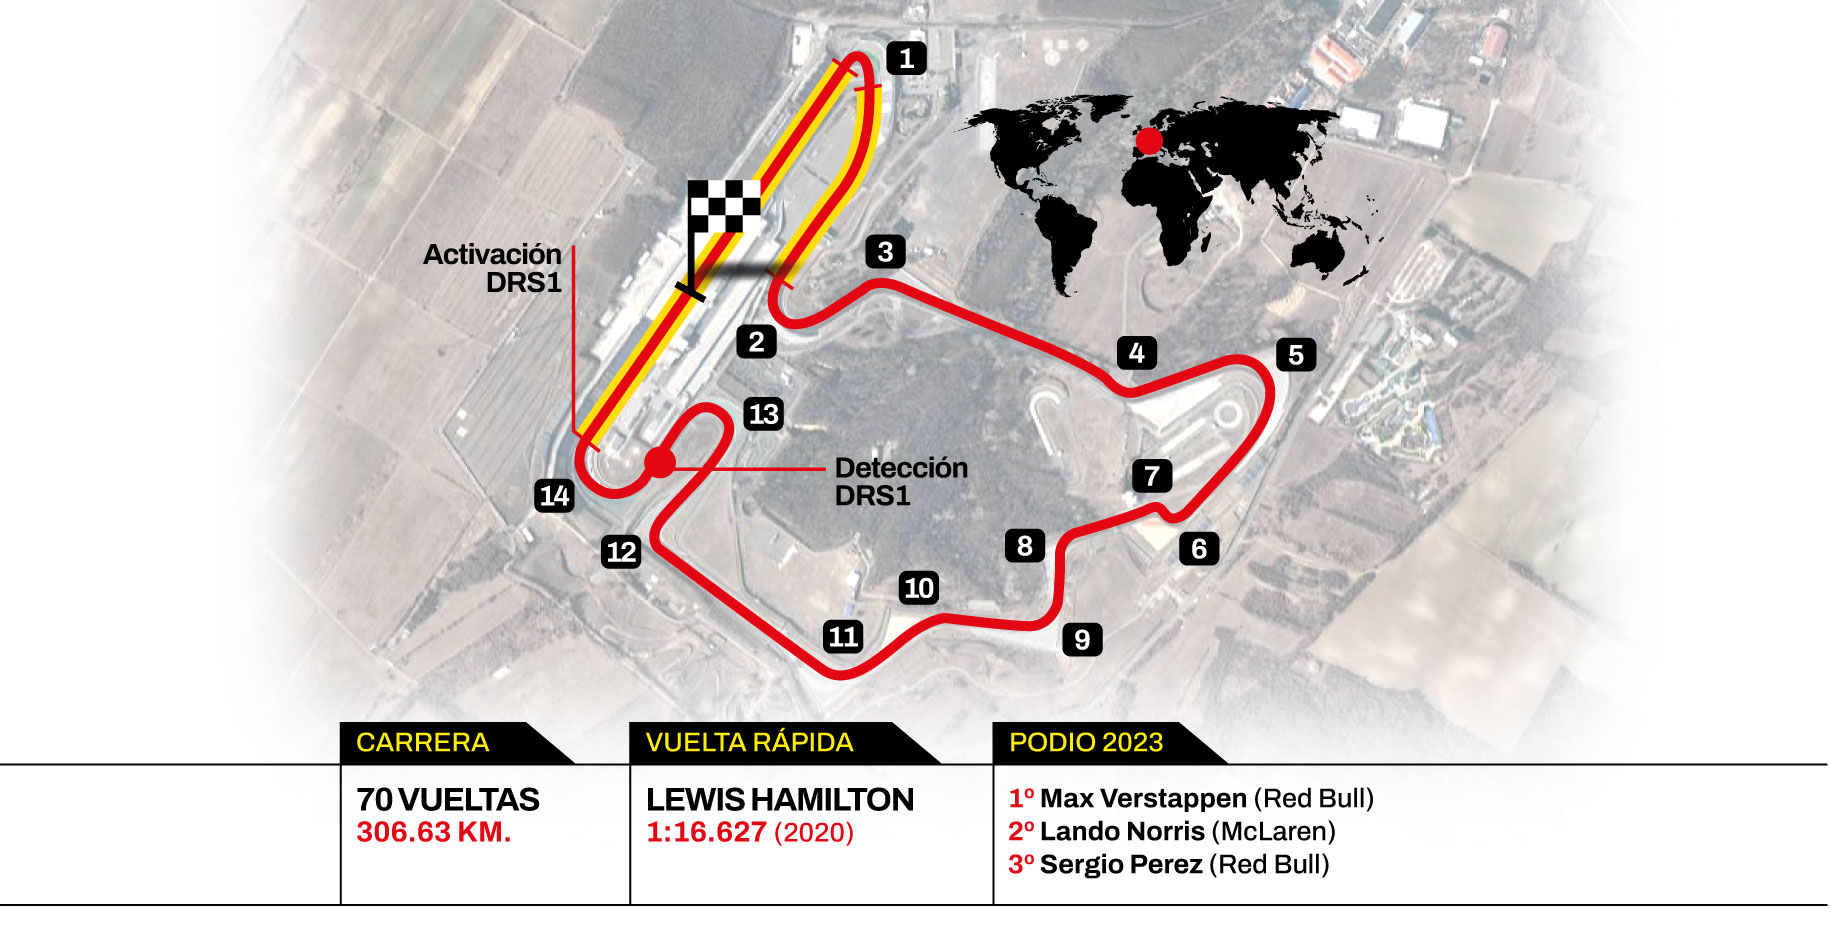 1
Activación
DRS1
3
2
4
5
13
7
Detección
DRS1
14
8
6
12
10
11
9
CARRERA
70 VUELTAS
306.63 KM.
VUELTA RÁPIDA
LEWIS HAMILTON
1:16.627 (2020)
PODIO 2023
1º Max Verstappen (Red Bull)
2º Lando Norris (McLaren)
3º Sergio Perez (Red Bull)